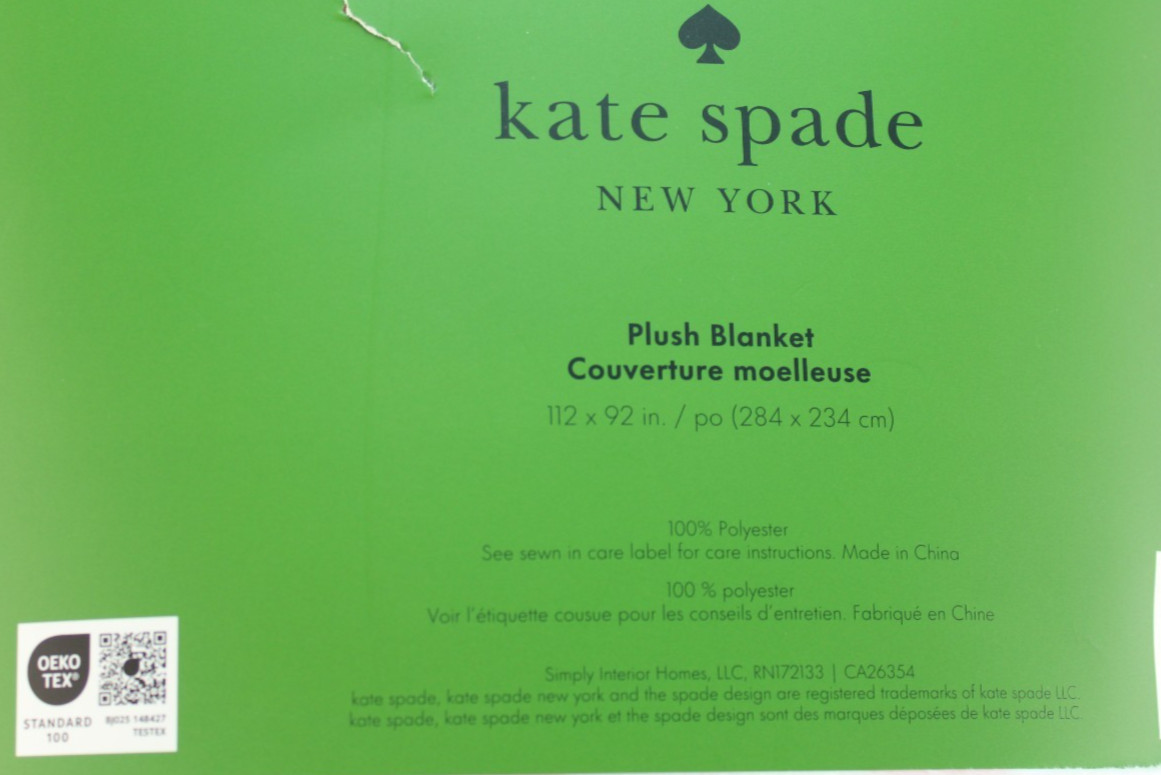 kate spade
NEW YORK
Plush Blanket
Couverture moelleuse
112 x 92 in. / po (284 x 234 cm)
100% Polyester
See sewn in care label for care instructions. Made in China
100 % polyester
Voir l'étiquette cousue pour les conseils d'entretien. Fabriqué en Chine
Simply Interior Homes, LLC, RN172133 | CA26354
kate spade, kate spade new york and the spade design are registered trademarks of kate spade LLC.
kate spade, kate spade new york et the spade design sont des marques déposées de kate spade LLC.
OEKO
TEX®
STANDARD
100
BJ025 148427
TESTEX